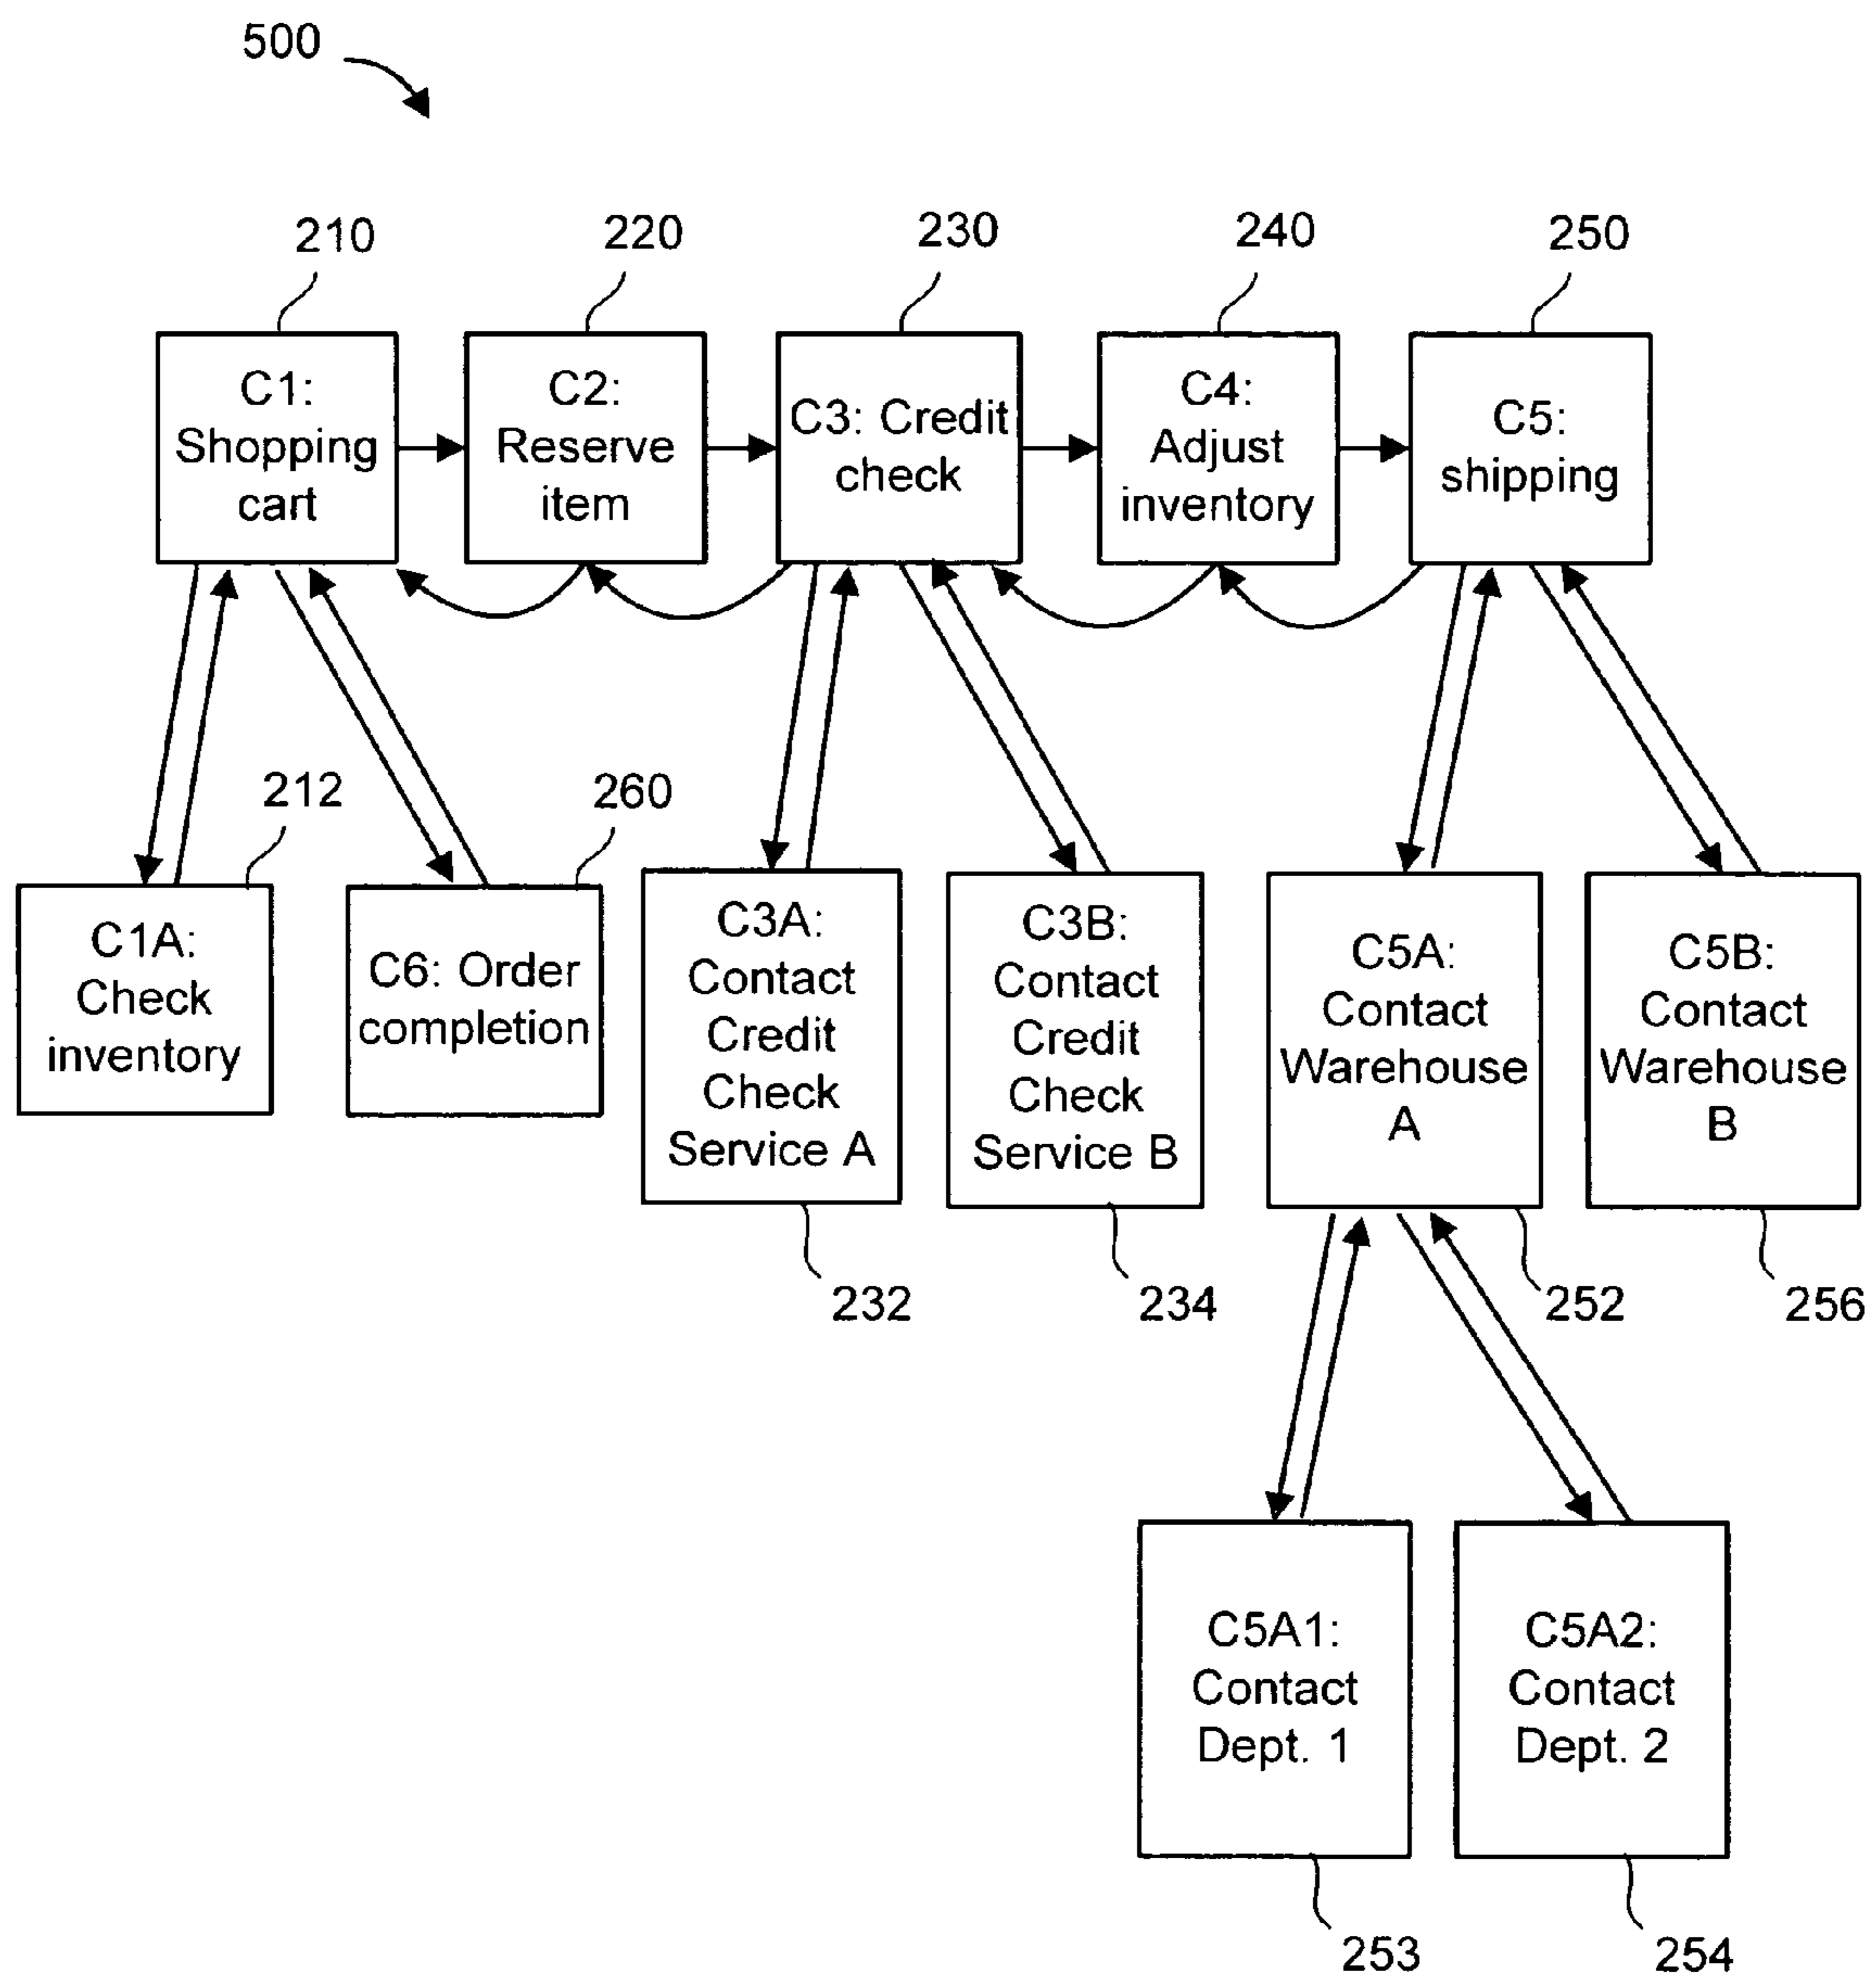 500
210
220
230
240
250
C1:
Shopping
cart
C2:
Reserve
item
C3: Credit
check
C4:
Adjust
inventory
C5:
shipping
212
260
C1A:
Check
inventory
C6: Order
completion
C3A:
Contact
Credit
Check
Service A
C3B:
Contact
Credit
Check
Service B
C5A:
Contact
Warehouse
A
C5B:
Contact
Warehouse
B
232
234
252
256
C5A1:
Contact
Dept. 1
C5A2:
Contact
Dept. 2
253
254